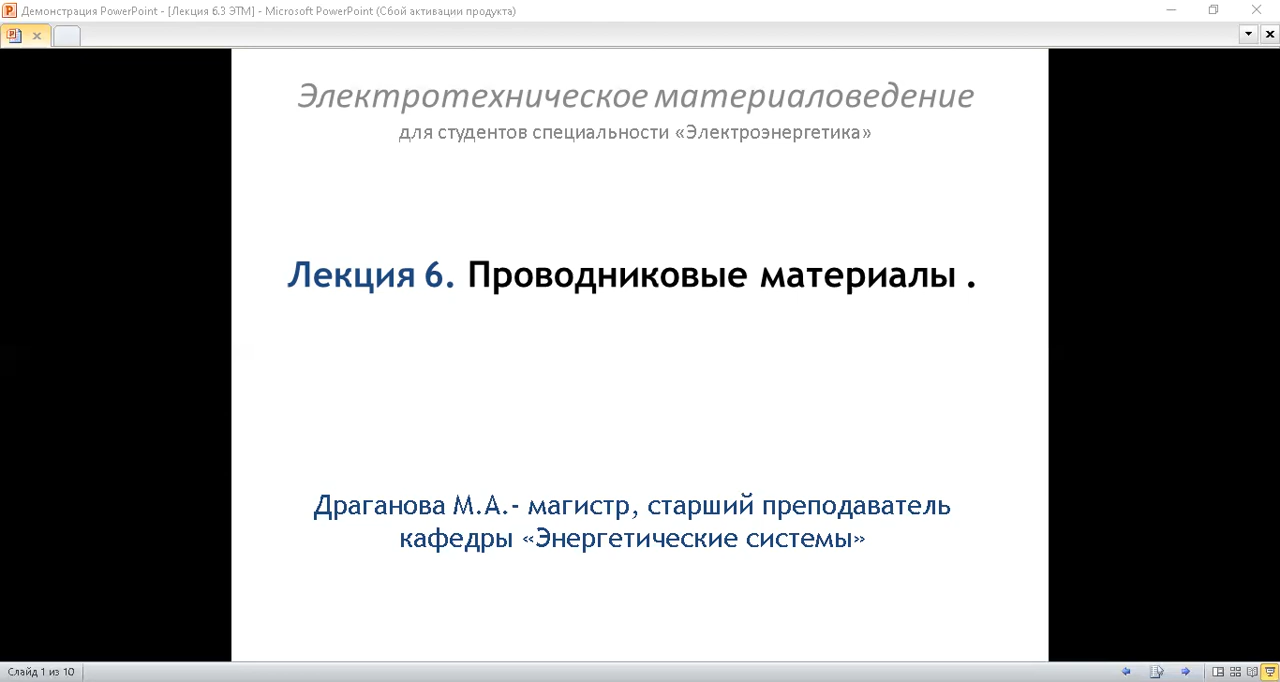 Демонстрация PowerPoint - [Лекция 6.3 ЭТМ] - Microsoft PowerPoint (Сбой активации продукта)
Электротехническое материаловедение
для студентов специальности «Электроэнергетика»
Лекция 6. Проводниковые материалы .
Драганова М.А.- магистр, старший преподаватель
кафедры «Энергетические системы»
Слайд 1 из 10